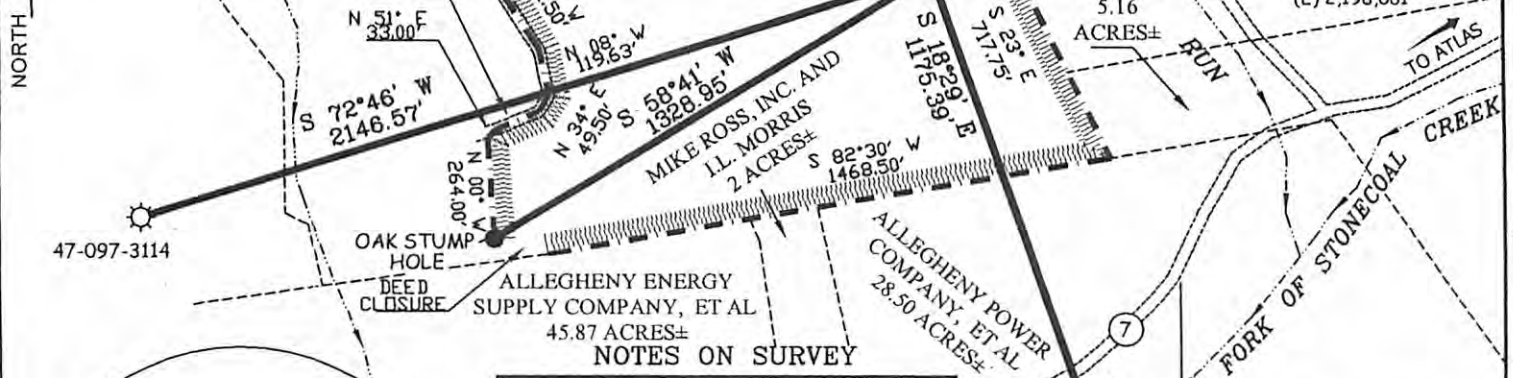 NORTH
N 51° E
33.00'
50' W
N 08° W
119.63'
S 72°46' W
2146.57'
N 34° E
49.50'
S 58°41' W
1328.95'
N 00° W
264.00'
MIKE ROSS, INC. AND
I.L. MORRIS
2 ACRES±
S 18°29' E
1175.39'
S 23° E
717.75'
S 82°30' W
1468.50'
5.16
ACRES±
RUN
TO ATLAS
FORK OF STONECOAL CREEK
47-097-3114
OAK STUMP
HOLE
DEED
CLOSURE
ALLEGHENY ENERGY
SUPPLY COMPANY, ET AL
45.87 ACRES±
ALLEGHENY POWER
COMPANY, ET AL
28.50 ACRES±
7
NOTES ON SURVEY